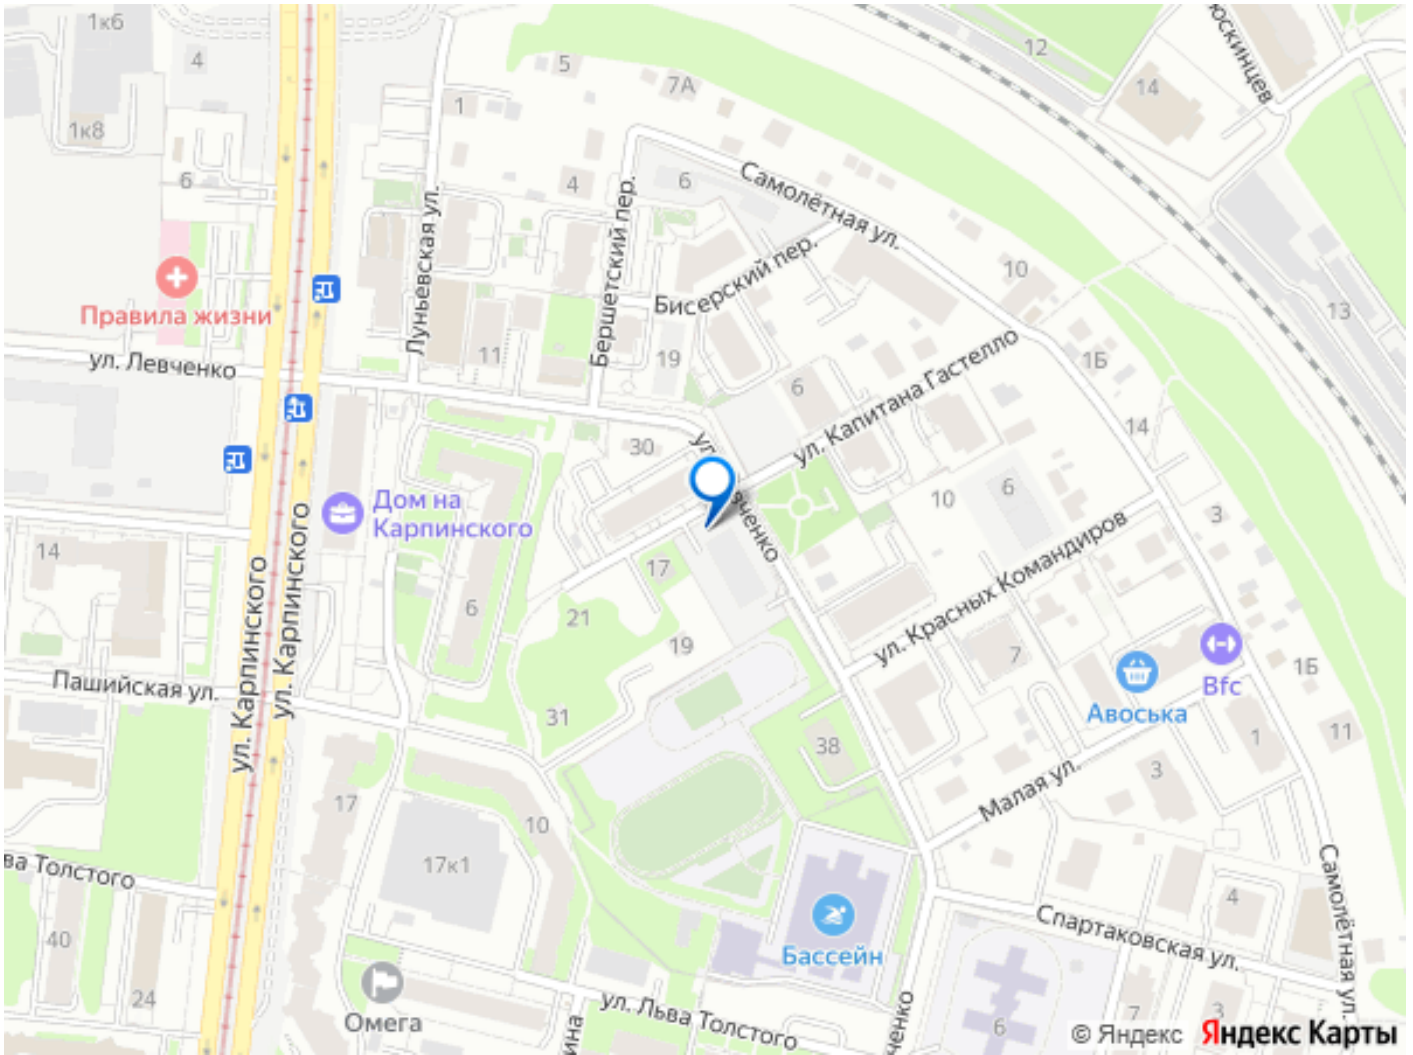 1к6
4
1к8
6
Правила жизни
ул. Левченко
1
5
7А
4
6
Луньевская ул.
11
Бершетский пер.
Бисерский пер.
Самолётная ул.
19
6
10
12
14
13
1Б
14
ул. Капитана Гастелло
30
10
6
3
Дом на
Карпинского
14
ул. Карпинского
ул. Карпинского
6
17
21
19
31
ул. Красных Командиров
7
Авоська
Bfc
1Б
11
1
3
Малая ул.
38
Пашийская ул.
17
10
17к1
Толстого
40
24
Омега
Бассейн
ул. Льва Толстого
Спартаковская ул.
4
Самолётная ул.
6
7
3
© Яндекс Яндекс Карты